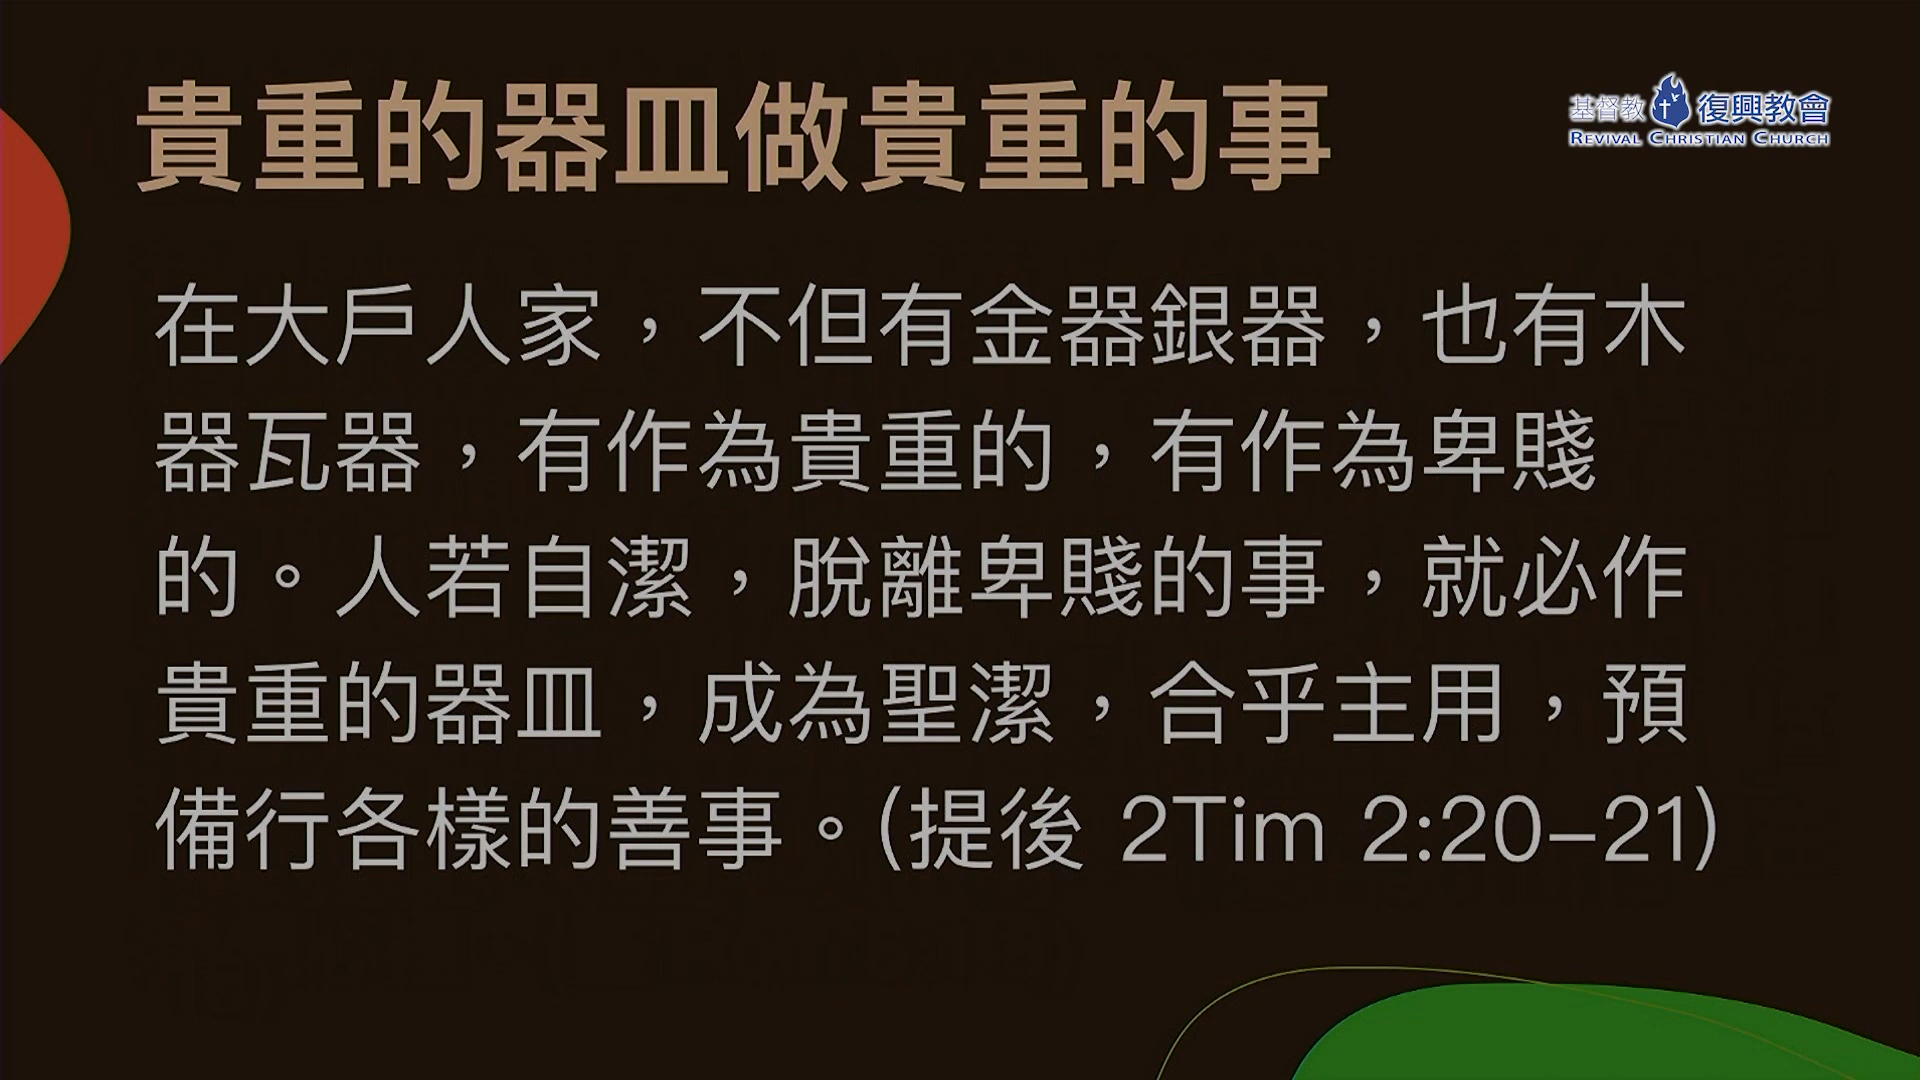 貴重的器皿做貴重的事
基督教 復興教會
REVIVAL CHRISTIAN CHURCH
在大戶人家，不但有金器銀器，也有木
器瓦器，有作為貴重的，有作為卑賤
的。人若自潔，脫離卑賤的事，就必作
貴重的器皿，成為聖潔，合乎主用，預
備行各樣的善事。(提後 2Tim 2:20-21)